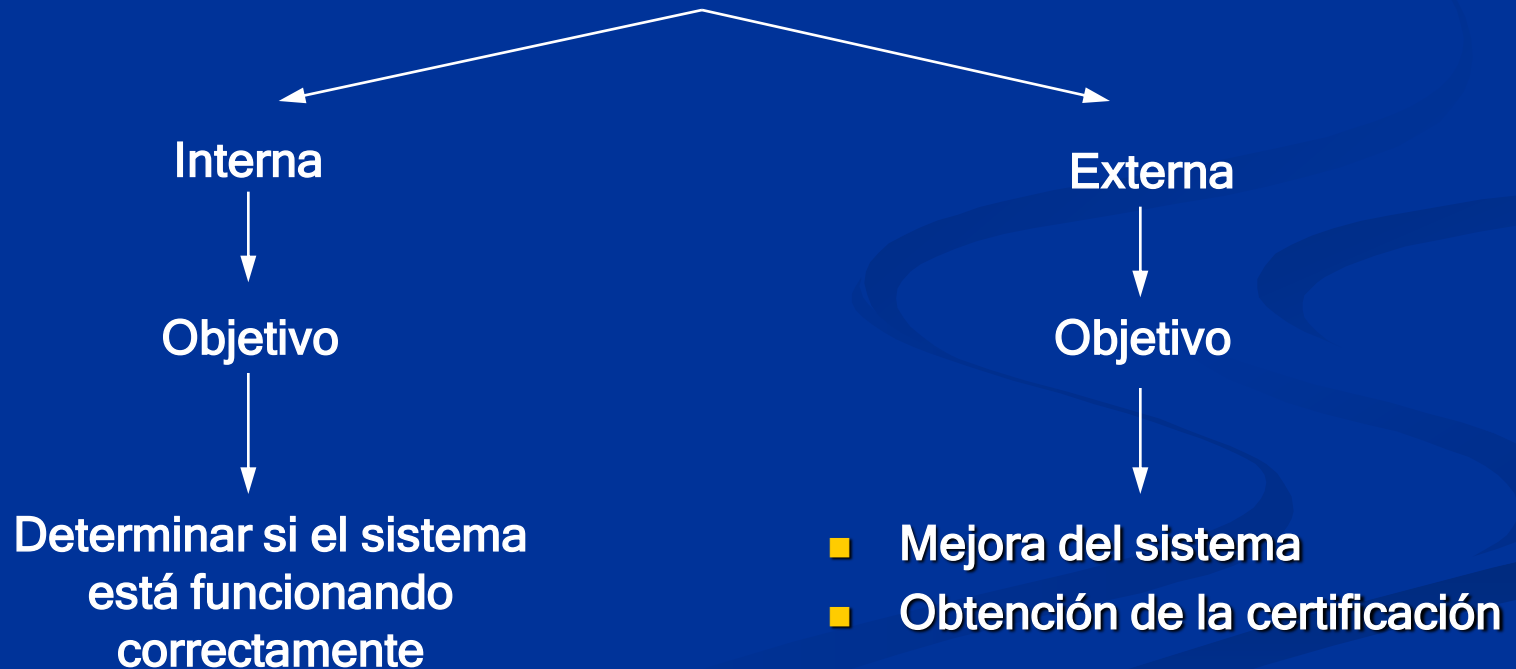 Interna
Externa
Objetivo
Objetivo
Determinar si el sistema
está funcionando
correctamente
Mejora del sistema
Obtención de la certificación